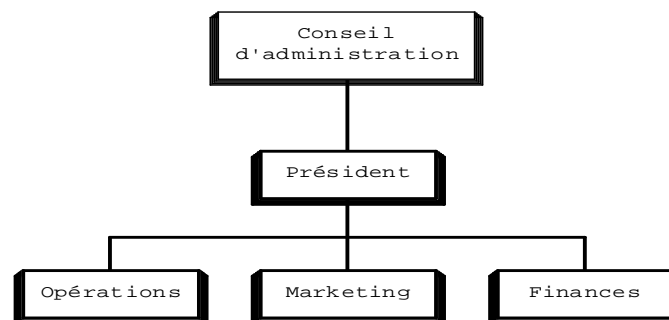 Conseil
d'administration
Président
Opérations
Marketing
Finances